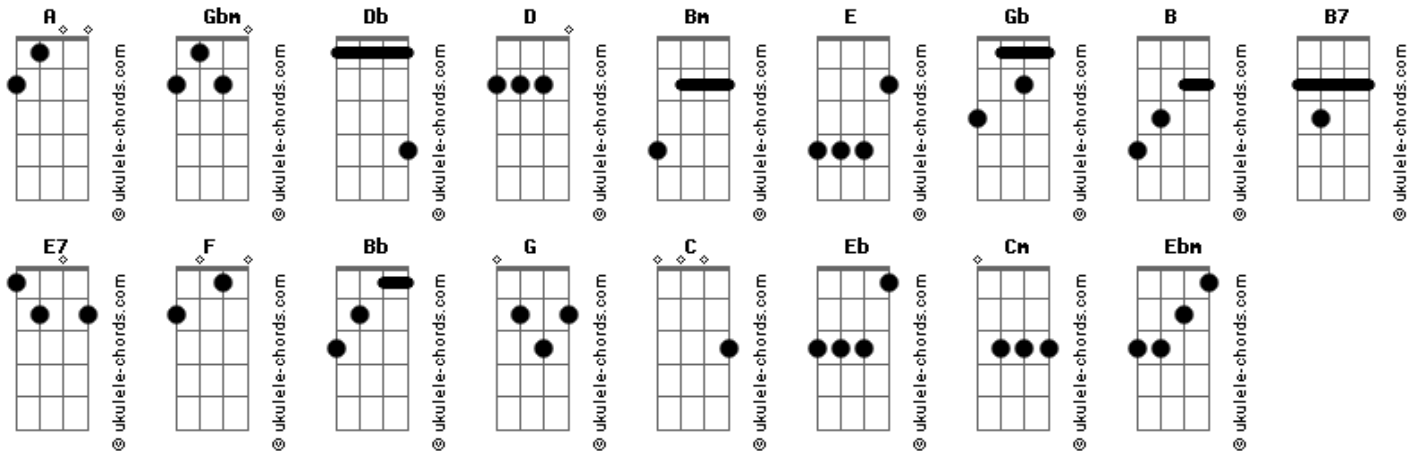 A Gbm Db D Bm E Gb B B7
© ukulele-chords.com © ukulele-chords.com © ukulele-chords.com © ukulele-chords.com © ukulele-chords.com © ukulele-chords.com © ukulele-chords.com © ukulele-chords.com © ukulele-chords.com
E7 F Bb G C Eb Cm Ebm
© ukulele-chords.com © ukulele-chords.com © ukulele-chords.com © ukulele-chords.com © ukulele-chords.com © ukulele-chords.com © ukulele-chords.com © ukulele-chords.com